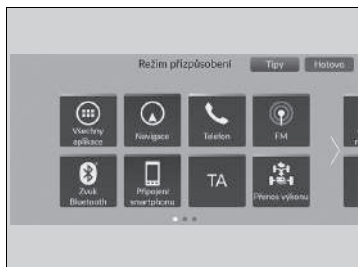 Režim přizpůsobení
Tipy
Hotovo
Všechny
aplikace
Navigace
Telefon
FM
Zvuk
Bluetooth
Připojení
smartphonu
TA
Přenos výkonu